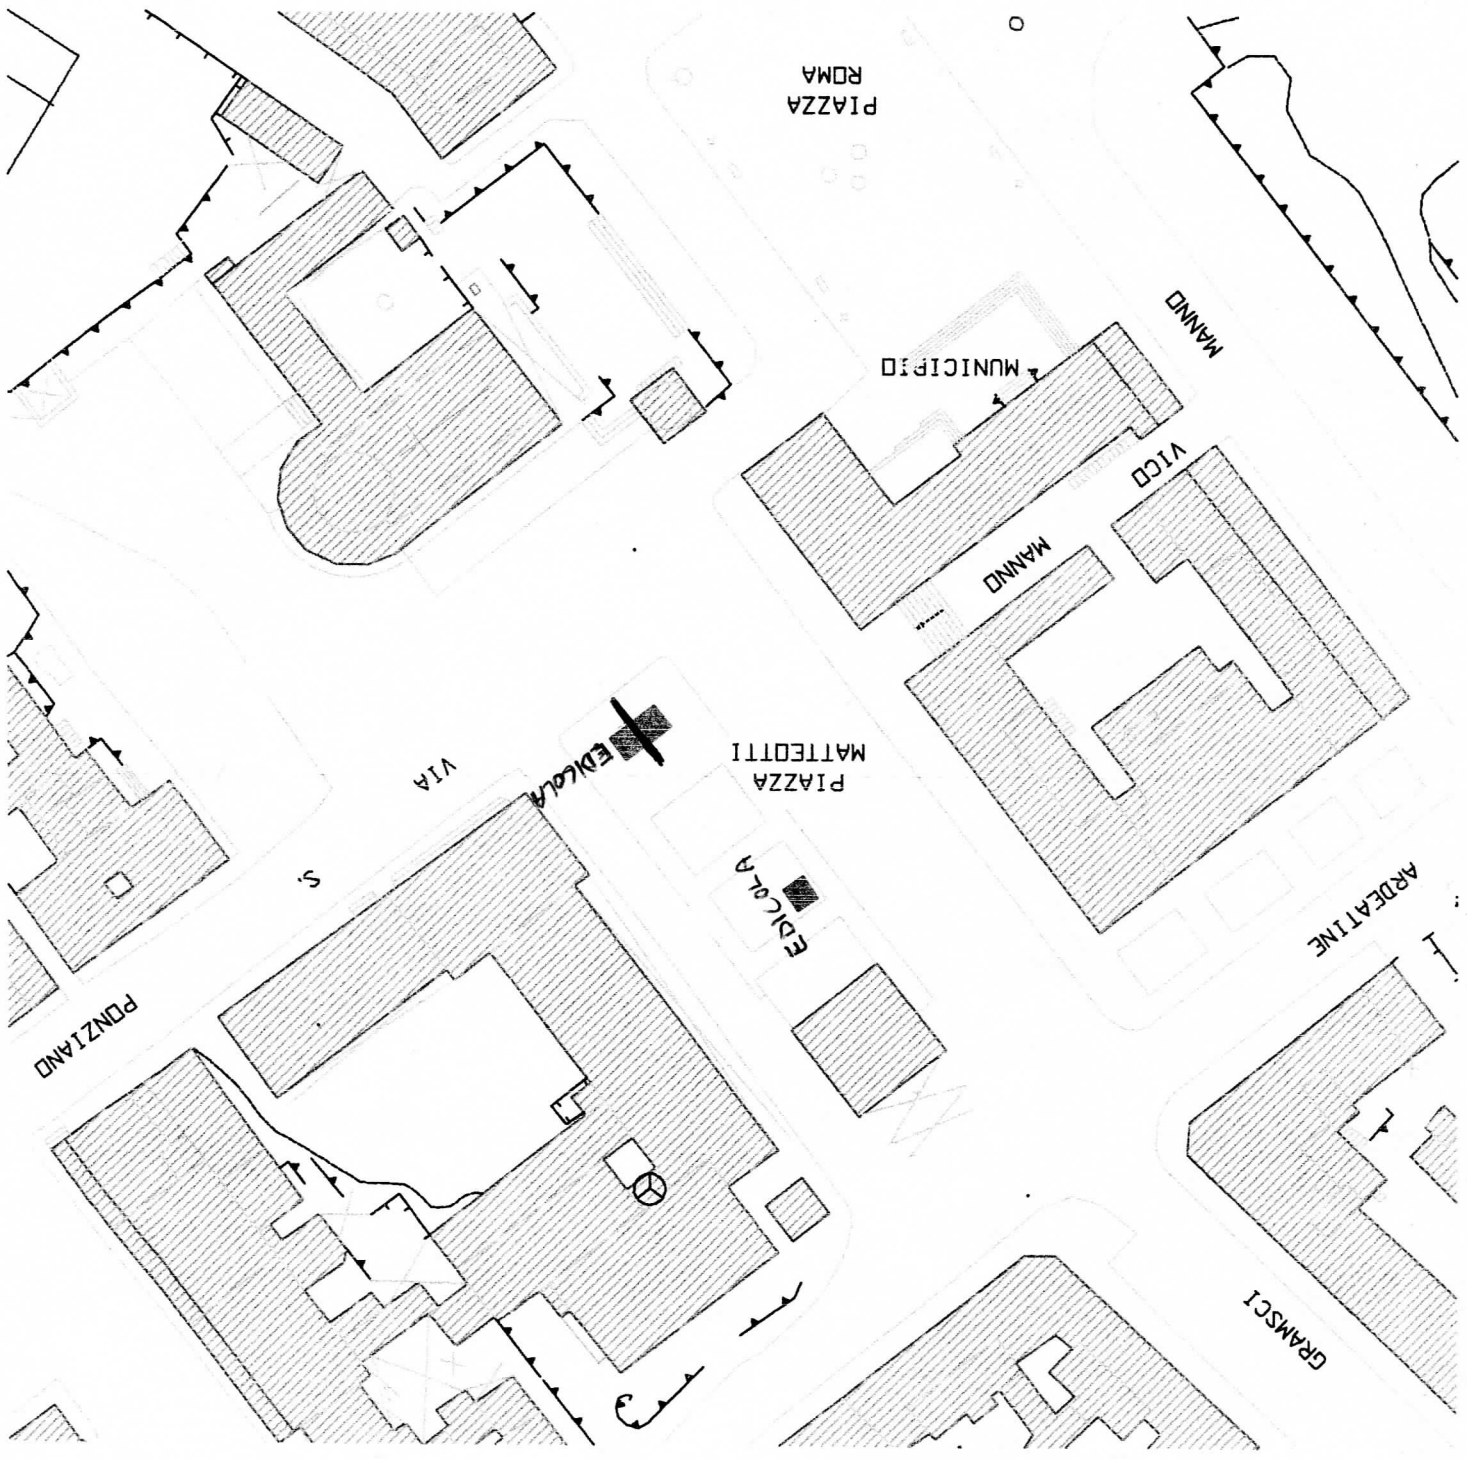 PIAZZA
ROMA
MANNO
MUNICIPIO
VICO
MANNO
PIAZZA
MATTEOTTI
EDICOLA
VIA
S.
PONZIANO
EDICOLA
ARDEATINE
GRAMSCI